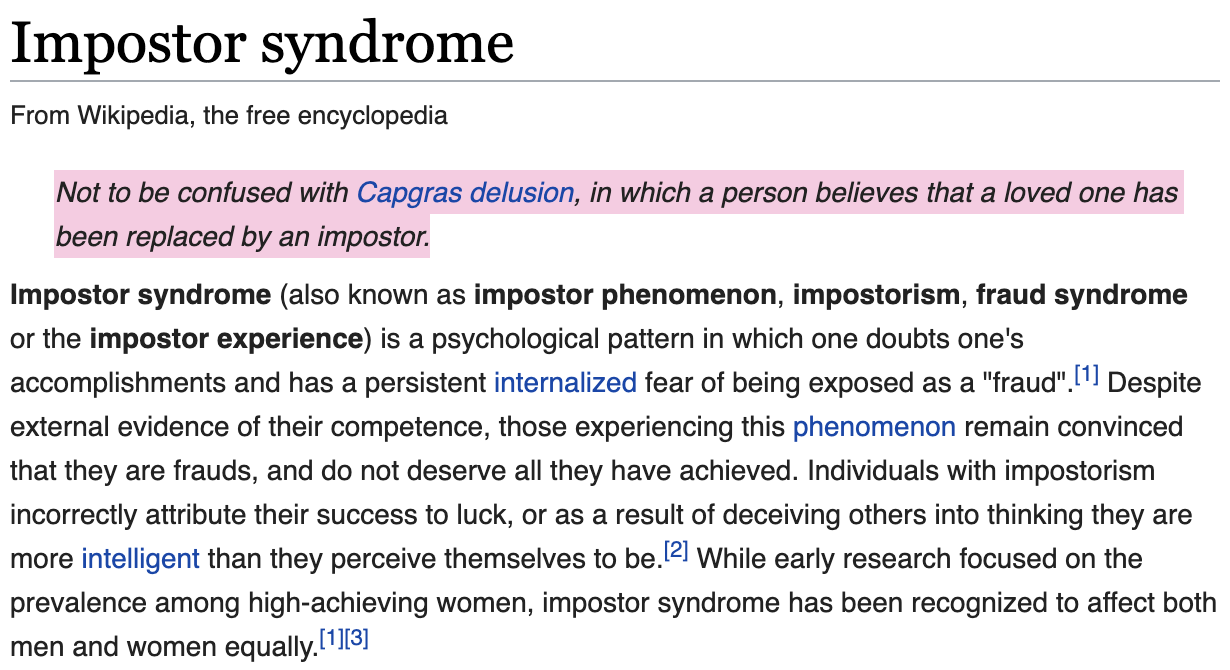 Impostor syndrome
From Wikipedia, the free encyclopedia
Not to be confused with Capgras delusion, in which a person believes that a loved one has
been replaced by an impostor.
Impostor syndrome (also known as impostor phenomenon, impostorism, fraud syndrome
or the impostor experience) is a psychological pattern in which one doubts one's
accomplishments and has a persistent internalized fear of being exposed as a "fraud".[1] Despite
external evidence of their competence, those experiencing this phenomenon remain convinced
that they are frauds, and do not deserve all they have achieved. Individuals with impostorism
incorrectly attribute their success to luck, or as a result of deceiving others into thinking they are
more intelligent than they perceive themselves to be.[2] While early research focused on the
prevalence among high-achieving women, impostor syndrome has been recognized to affect both
men and women equally.[1][3]